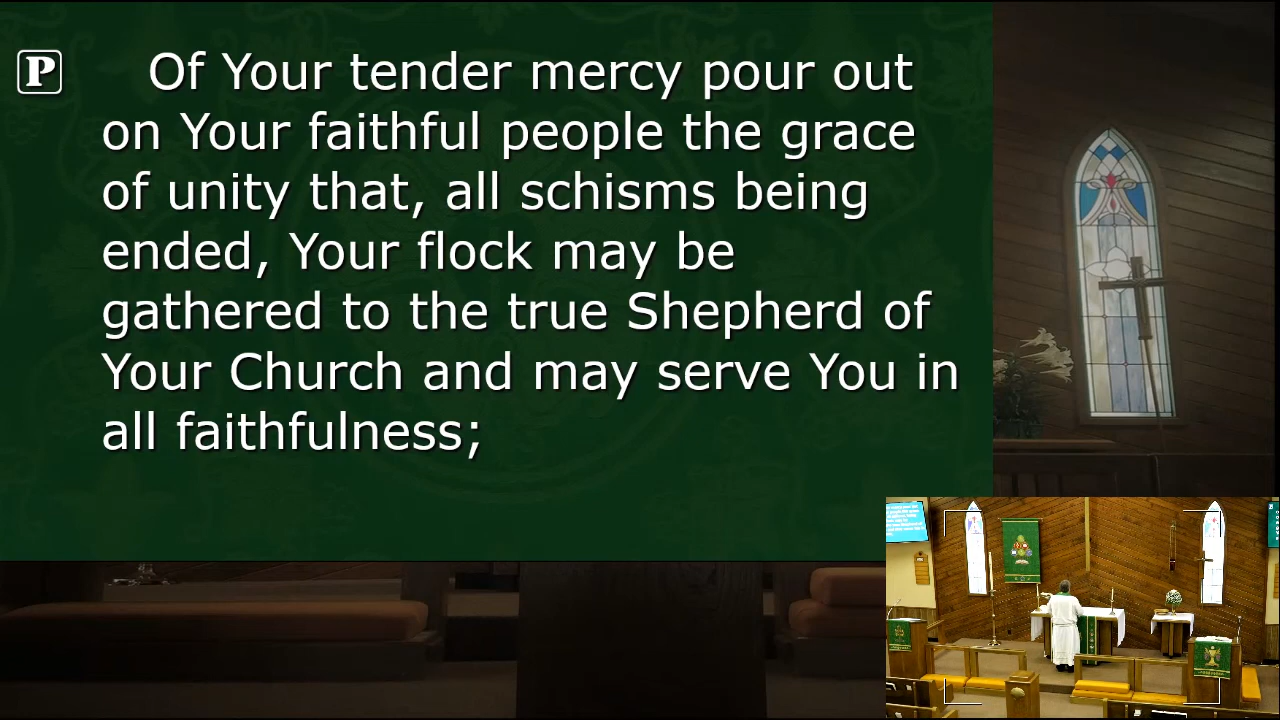 P Of Your tender mercy pour out
on Your faithful people the grace
of unity that, all schisms being
ended, Your flock may be
gathered to the true Shepherd of
Your Church and may serve You in
all faithfulness;